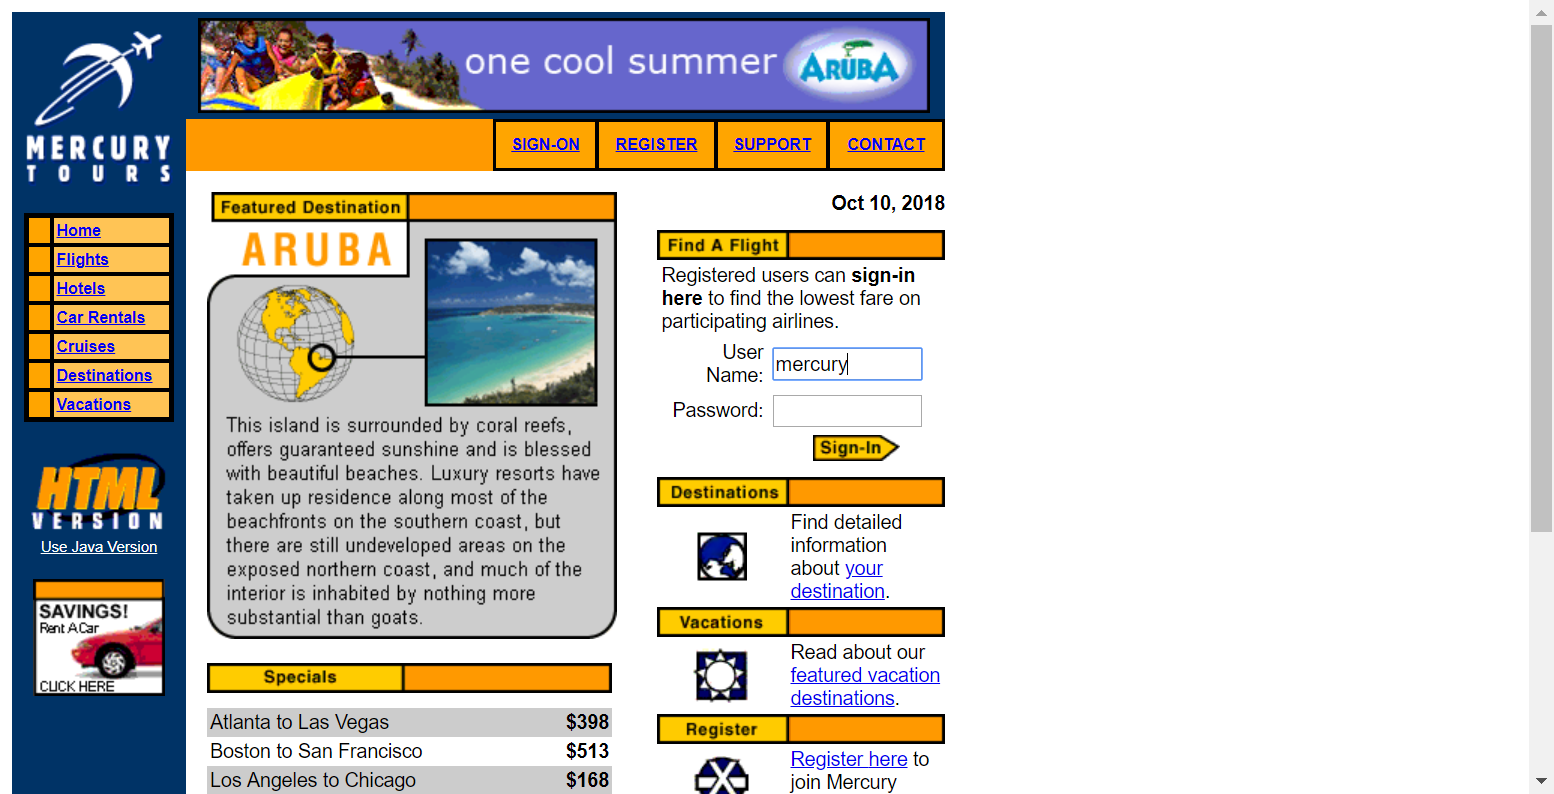 MERCURY
TOURS
one cool summer ARUBA
SIGN-ON REGISTER SUPPORT CONTACT
Home
Flights
Hotels
Car Rentals
Cruises
Destinations
Vacations
HTML
VERSION
Use Java Version
SAVINGS!
Rent A Car
CLICK HERE
Featured Destination
ARUBA
This island is surrounded by coral reefs,
offers guaranteed sunshine and is blessed
with beautiful beaches. Luxury resorts have
taken up residence along most of the
beachfronts on the southern coast, but
there are still undeveloped areas on the
exposed northern coast, and much of the
interior is inhabited by nothing more
substantial than goats.
Specials
Atlanta to Las Vegas $398
Boston to San Francisco $513
Los Angeles to Chicago $168
Oct 10, 2018
Find A Flight
Registered users can sign-in
here to find the lowest fare on
participating airlines.
User
Name: mercury
Password:
Sign-In
Destinations
Find detailed
information
about your
destination.
Vacations
Read about our
featured vacation
destinations.
Register
Register here to
join Mercury